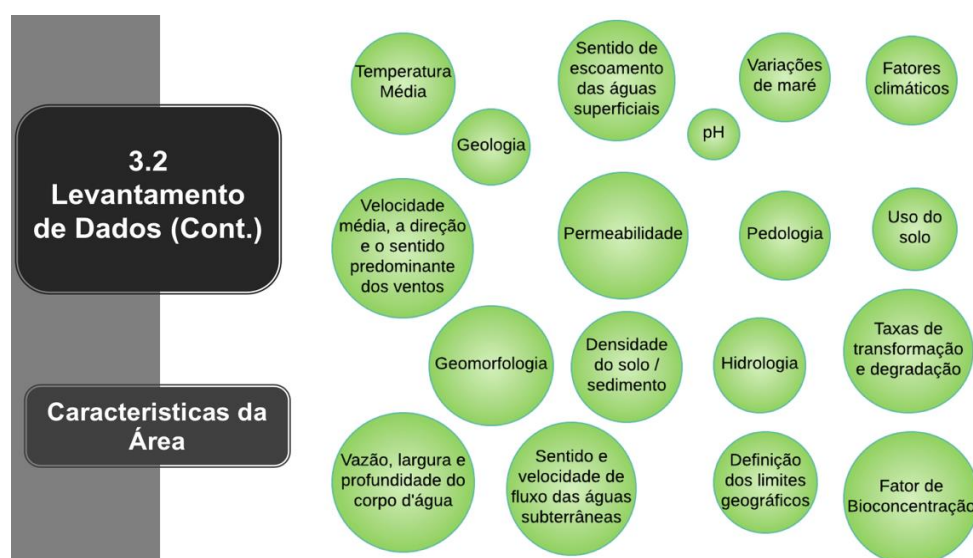 3.2
Levantamento
de Dados (Cont.)
Caracteristicas da
Área
Temperatura
Média
Sentido de
escoamento
das águas
superficiais
Variações
de maré
Fatores
climáticos
Geologia
pH
Velocidade
média, a direção
e o sentido
predominante
dos ventos
Permeabilidade
Pedologia
Uso do
solo
Geomorfologia
Densidade
do solo /
sedimento
Hidrologia
Taxas de
transformação
e degradação
Vazão, largura e
profundidade do
corpo d'água
Sentido e
velocidade de
fluxo das águas
subterrâneas
Definição
dos limites
geográficos
Fator de
Bioconcentração